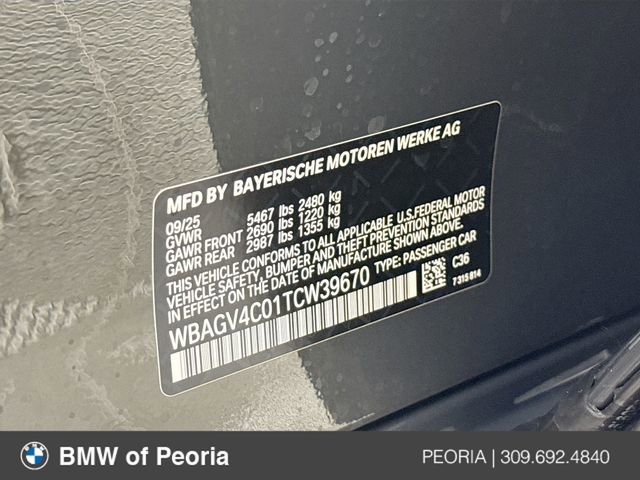 MFD BY BAYERISCHE MOTOREN WERKE AG
09/25
GVWR 5467 lbs 2480 kg
GAWR FRONT 2690 lbs 1220 kg
GAWR REAR 2987 lbs 1355 kg
THIS VEHICLE CONFORMS TO ALL APPLICABLE U.S.FEDERAL MOTOR
VEHICLE SAFETY, BUMPER AND THEFT PREVENTION STANDARDS
IN EFFECT ON THE DATE OF MANUFACTURE SHOWN ABOVE.
WBAGV4C01TCW39670 TYPE: PASSENGER CAR
C36
7315814
BMW
BMW of Peoria
PEORIA | 309.692.4840